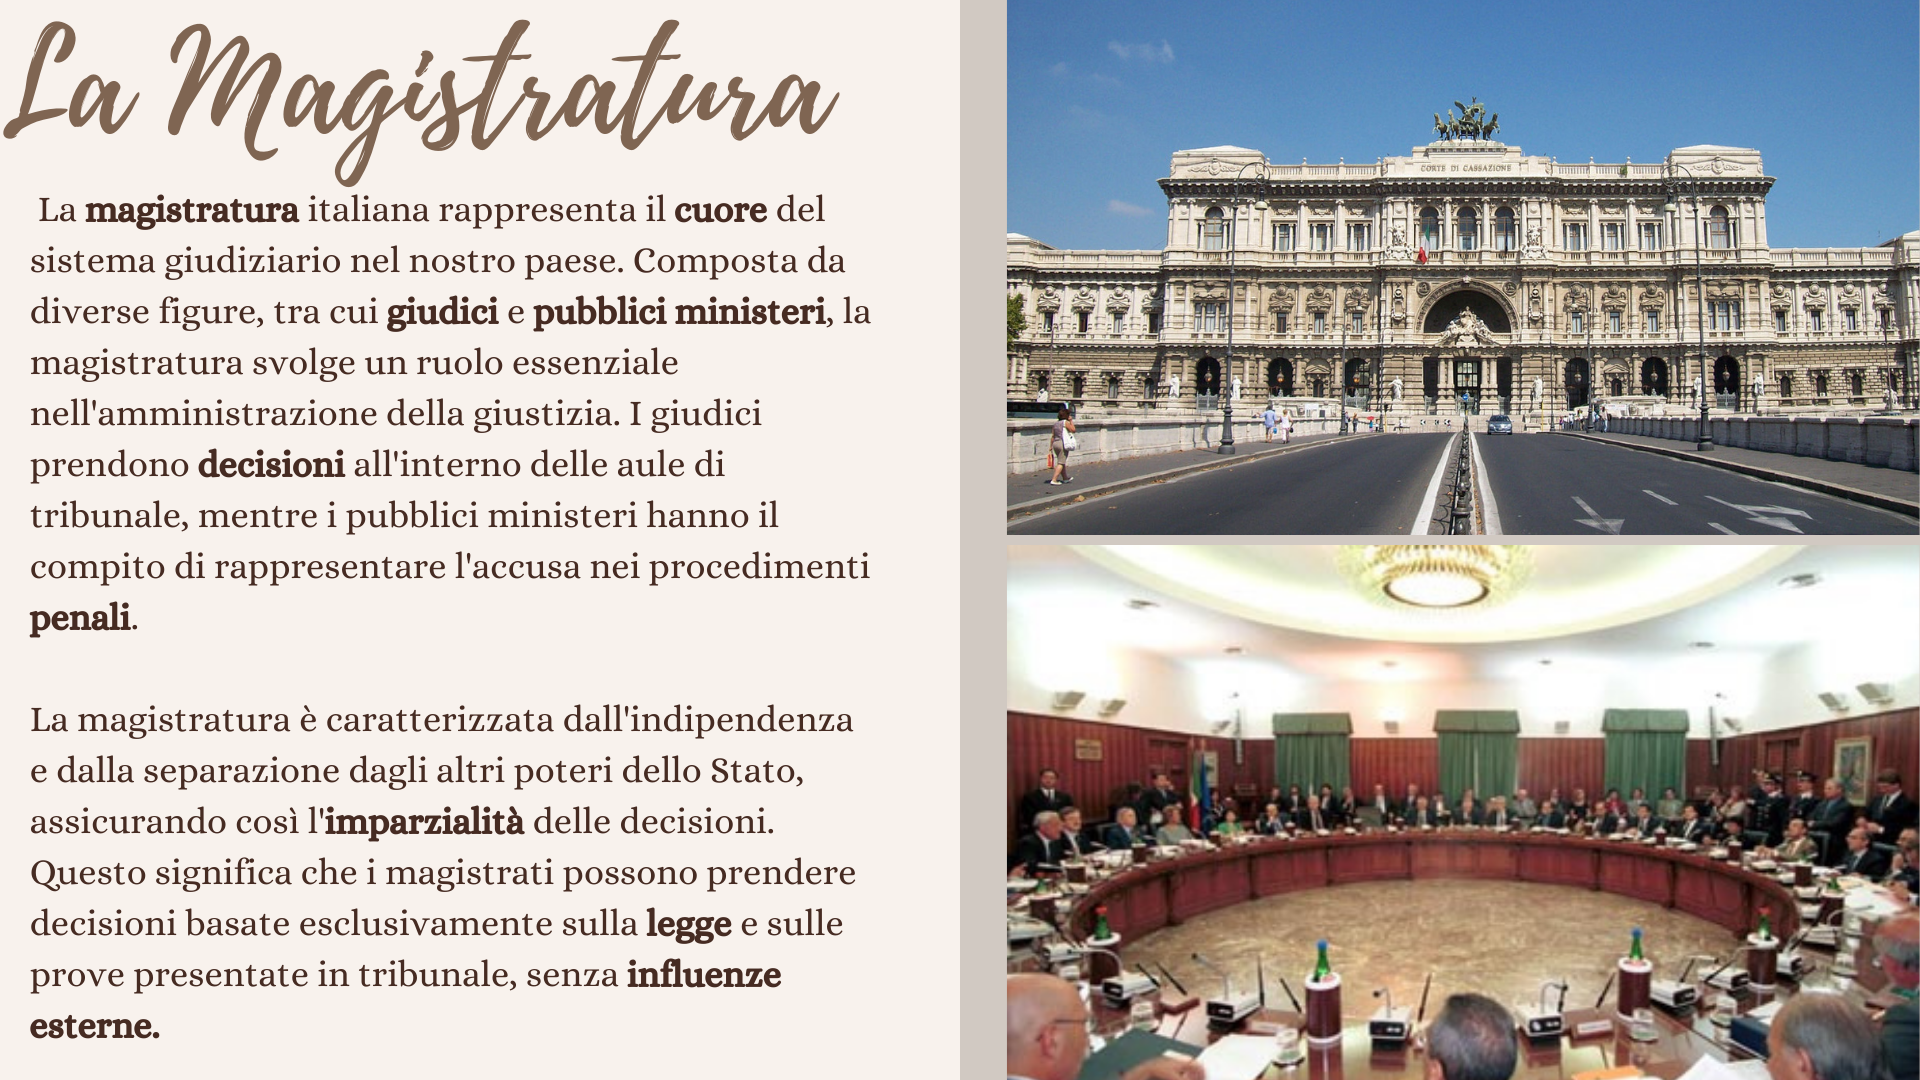 La Magistratura
La magistratura italiana rappresenta il cuore del
sistema giudiziario nel nostro paese. Composta da
diverse figure, tra cui giudici e pubblici ministeri, la
magistratura svolge un ruolo essenziale
nell'amministrazione della giustizia. I giudici
prendono decisioni all'interno delle aule di
tribunale, mentre i pubblici ministeri hanno il
compito di rappresentare l'accusa nei procedimenti
penali.
La magistratura è caratterizzata dall'indipendenza
e dalla separazione dagli altri poteri dello Stato,
assicurando così l'imparzialità delle decisioni.
Questo significa che i magistrati possono prendere
decisioni basate esclusivamente sulla legge e sulle
prove presentate in tribunale, senza influenze
esterne.
CORTE DI CASSAZIONE